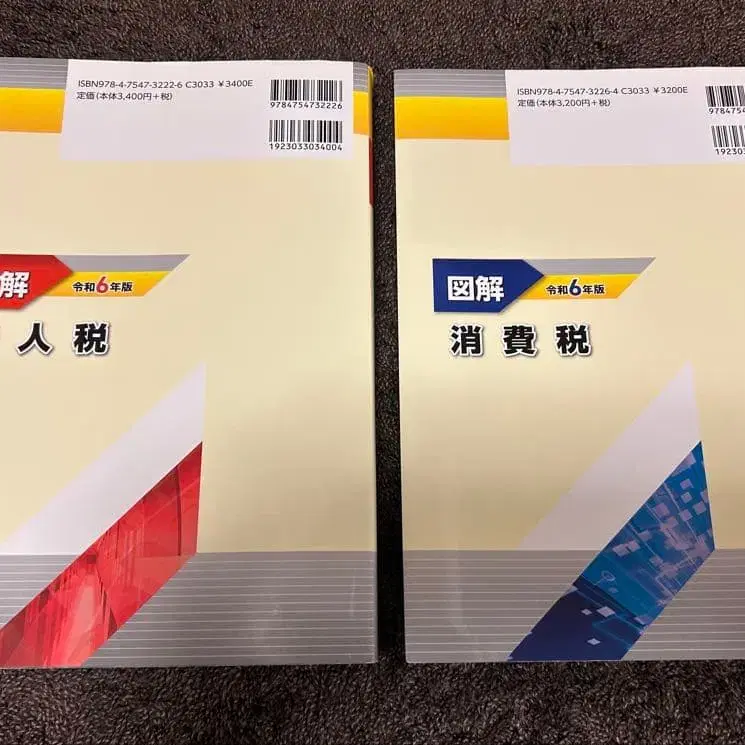 ISBN978-4-7547-3222-6 C3033 ¥3400E
定価(本体3,400円+税)
9784754732226
1923033034004
解
令和6年版
人税
ISBN978-4-7547-3226-4 C3033 ¥3200E
定価(本体3,200円+税)
978475
19230
図解
令和6年版
消費税